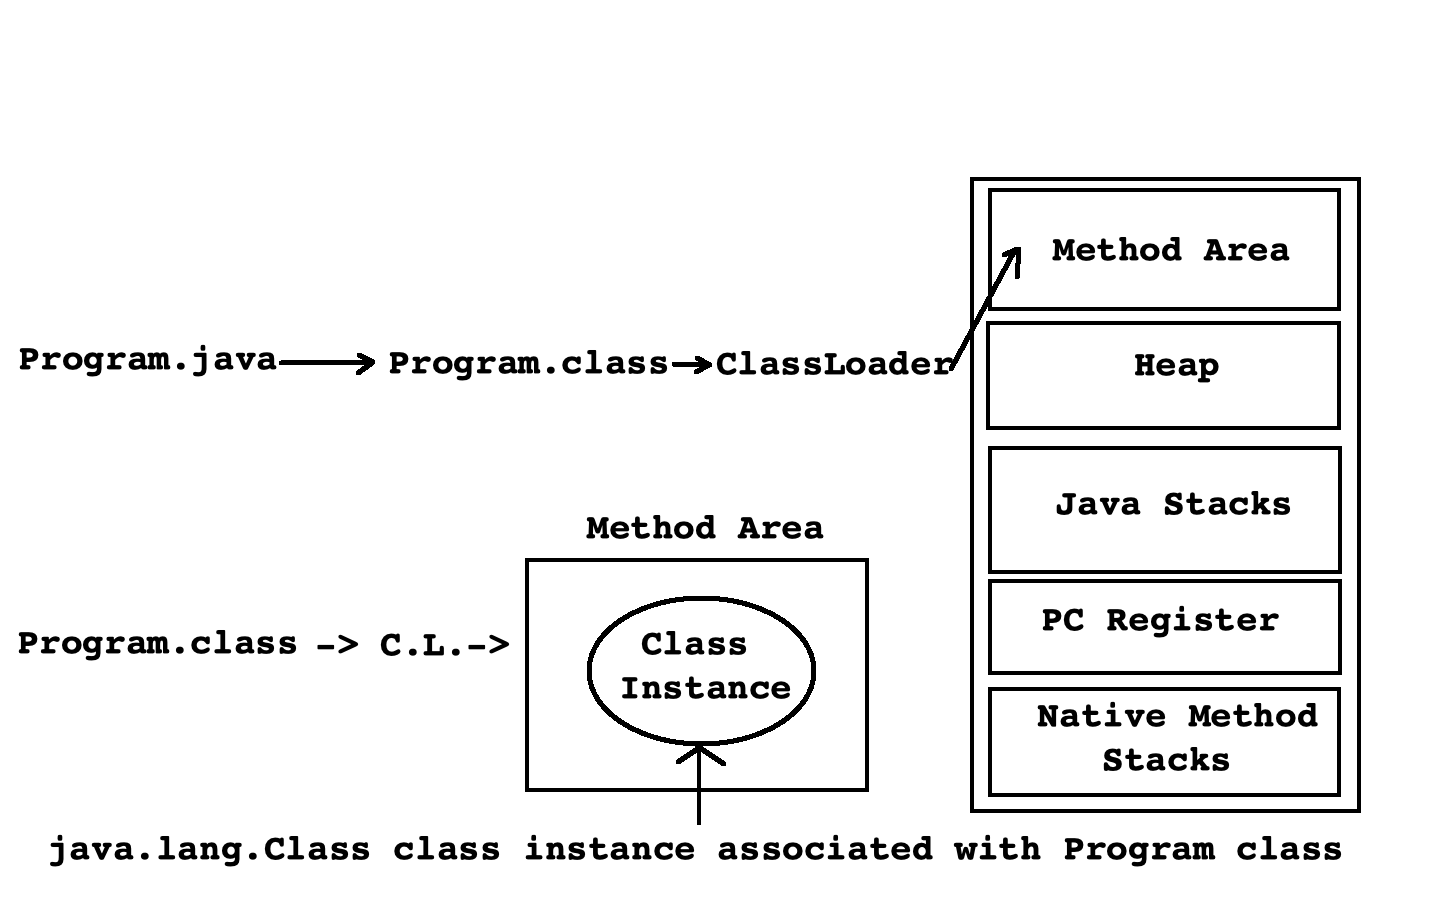 Method Area
Program.java Program.class ClassLoader
Heap
Java Stacks
Method Area
PC Register
Program.class -> C.L.->
Class
Instance
Native Method
Stacks
java.lang.Class class instance associated with Program class